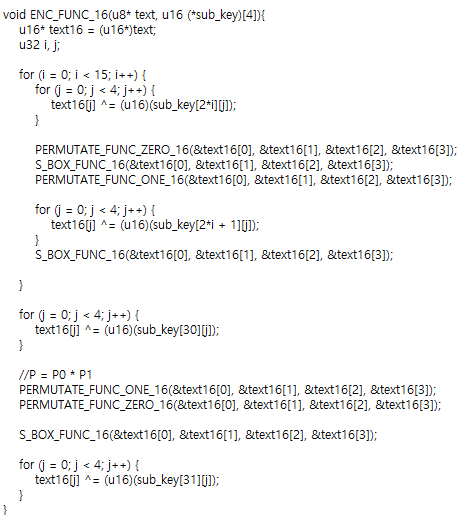 void ENC_FUNC_16(u8* text, u16 (*sub_key)[4]){
u16* text16 = (u16*)text;
u32 i, j;
for (i = 0; i < 15; i++) {
for (j = 0; j < 4; j++) {
text16[j] ^= (u16)(sub_key[2*i][j]);
}
PERMUTATE_FUNC_ZERO_16(&text16[0], &text16[1], &text16[2], &text16[3]);
S_BOX_FUNC_16(&text16[0], &text16[1], &text16[2], &text16[3]);
PERMUTATE_FUNC_ONE_16(&text16[0], &text16[1], &text16[2], &text16[3]);
for (j = 0; j < 4; j++) {
text16[j] ^= (u16)(sub_key[2*i + 1][j]);
}
S_BOX_FUNC_16(&text16[0], &text16[1], &text16[2], &text16[3]);
}
for (j = 0; j < 4; j++) {
text16[j] ^= (u16)(sub_key[30][j]);
}
//P = P0 * P1
PERMUTATE_FUNC_ONE_16(&text16[0], &text16[1], &text16[2], &text16[3]);
PERMUTATE_FUNC_ZERO_16(&text16[0], &text16[1], &text16[2], &text16[3]);
S_BOX_FUNC_16(&text16[0], &text16[1], &text16[2], &text16[3]);
for (j = 0; j < 4; j++) {
text16[j] ^= (u16)(sub_key[31][j]);
}
}